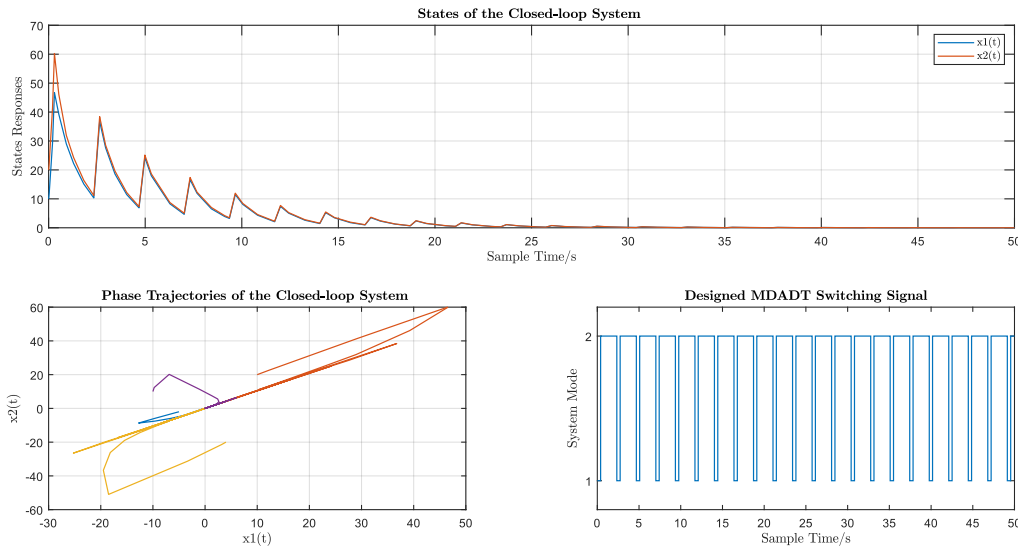 States of the Closed-loop System
70
60
50
40
30
20
10
0
States Responses
x1(t)
x2(t)
0 5 10 15 20 25 30 35 40 45 50
Sample Time/s
Phase Trajectories of the Closed-loop System
60
40
20
0
-20
-40
-60
x2(t)
-30 -20 -10 0 10 20 30 40 50
x1(t)
Designed MDADT Switching Signal
2
1
System Mode
0 5 10 15 20 25 30 35 40 45 50
Sample Time/s